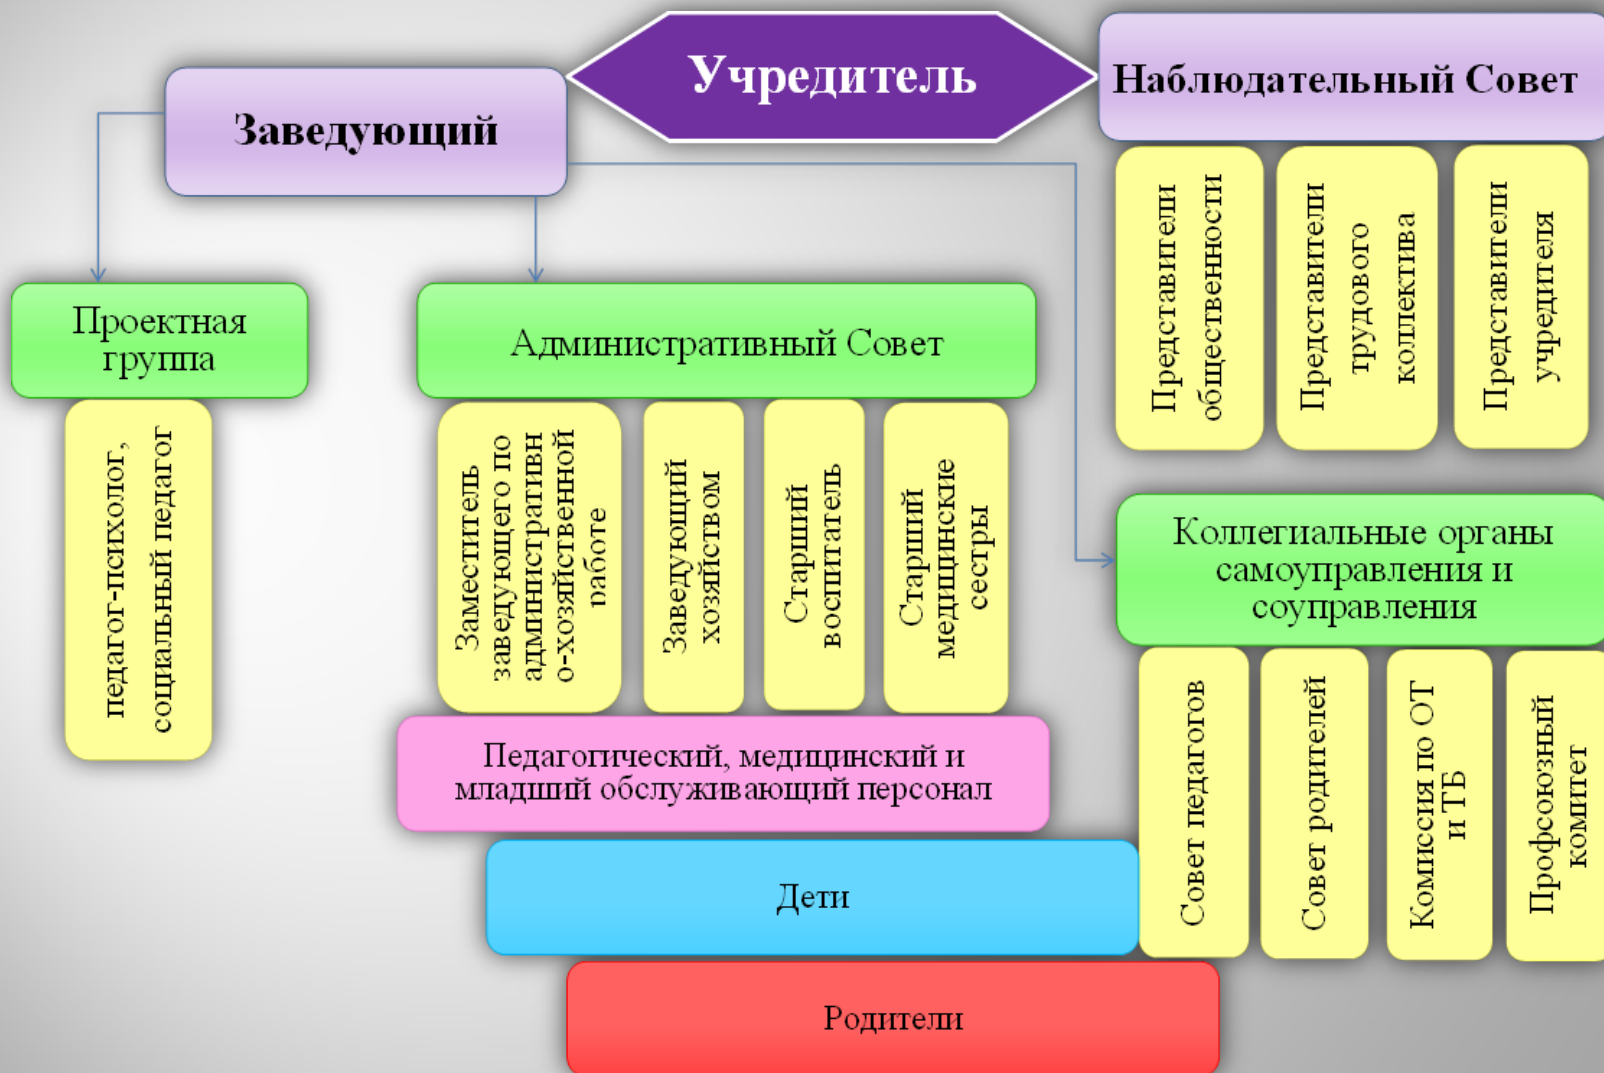 Учредитель
Наблюдательный Совет
Заведующий
Представители
общественности
Представители
трудового
коллектива
Представители
учредителя
Проектная
группа
Административный Совет
педагог-психолог,
социальный педагог
Заместитель
заведующего по
административн
о-хозяйственной
работе
Заведующий
хозяйством
Старший
воспитатель
Старший
медицинские
сестры
Коллегиальные органы
самоуправления и
соуправления
Совет педагогов
Совет родителей
Комиссия по ОТ
и ТБ
Профсоюзный
комитет
Педагогический, медицинский и
младший обслуживающий персонал
Дети
Родители